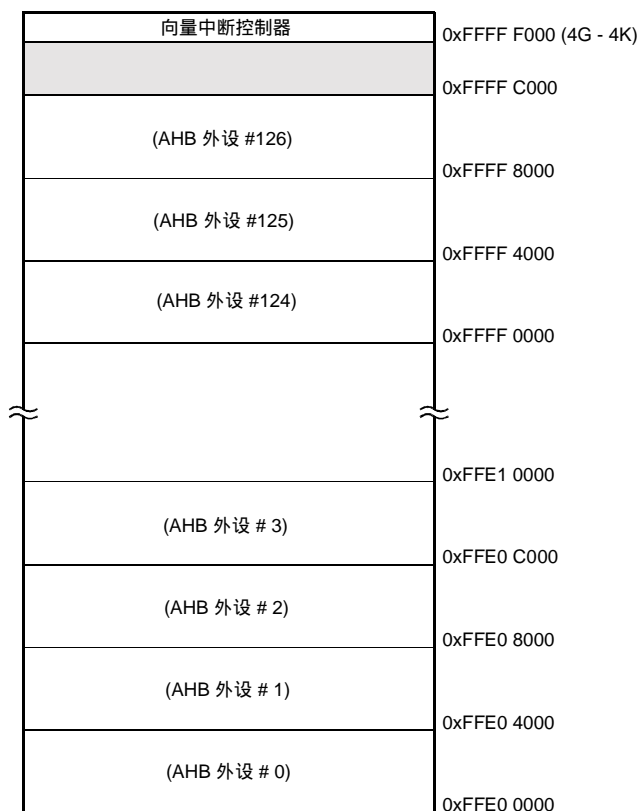 向量中断控制器
0xFFFF F000 (4G - 4K)
0xFFFF C000
(AHB 外设 #126)
0xFFFF 8000
(AHB 外设 #125)
0xFFFF 4000
(AHB 外设 #124)
0xFFFF 0000
0xFFE1 0000
(AHB 外设 # 3)
0xFFE0 C000
(AHB 外设 # 2)
0xFFE0 8000
(AHB 外设 # 1)
0xFFE0 4000
(AHB 外设 # 0)
0xFFE0 0000